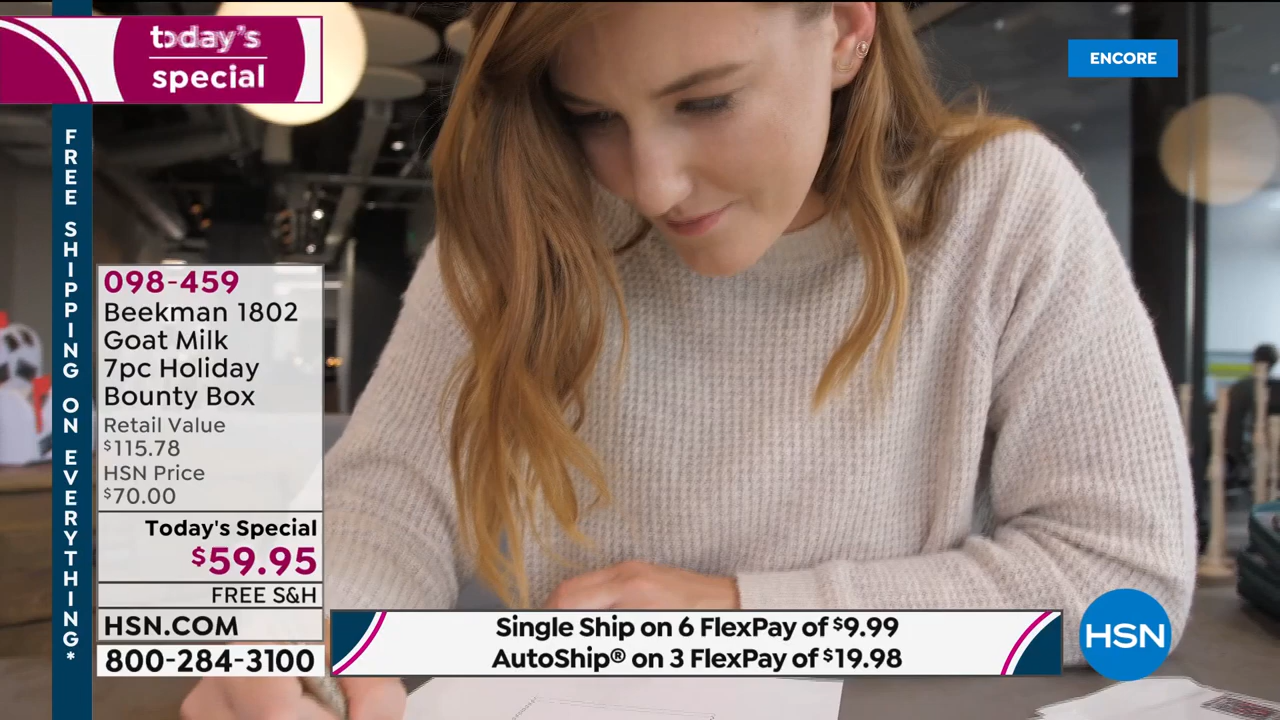 today's
special
ENCORE
FREE SHIPPING ON EVERYTHING*
098-459
Beekman 1802
Goat Milk
7pc Holiday
Bounty Box
Retail Value
$115.78
HSN Price
$70.00
Today's Special
$59.95
FREE S&H
HSN.COM
800-284-3100
Single Ship on 6 FlexPay of $9.99
AutoShip® on 3 FlexPay of $19.98
HSN